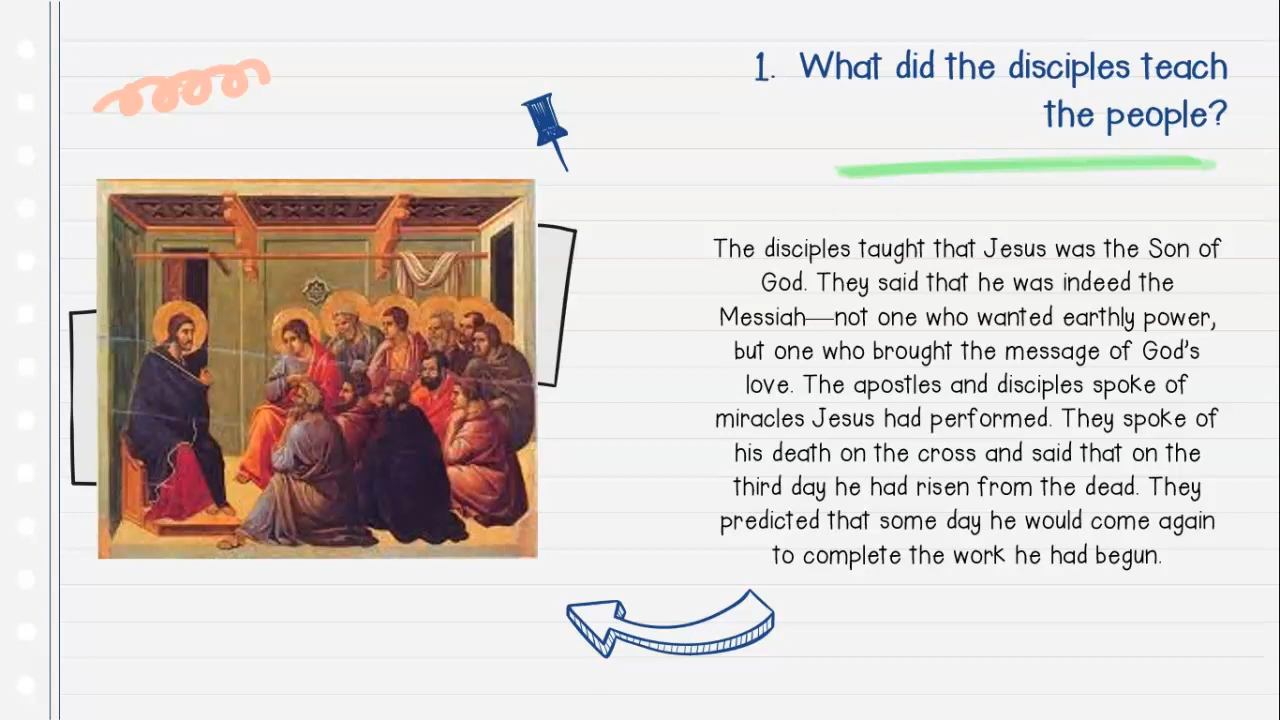 1. What did the disciples teach
the people?
The disciples taught that Jesus was the Son of
God. They said that he was indeed the
Messiah—not one who wanted earthly power,
but one who brought the message of God's
love. The apostles and disciples spoke of
miracles Jesus had performed. They spoke of
his death on the cross and said that on the
third day he had risen from the dead. They
predicted that some day he would come again
to complete the work he had begun.